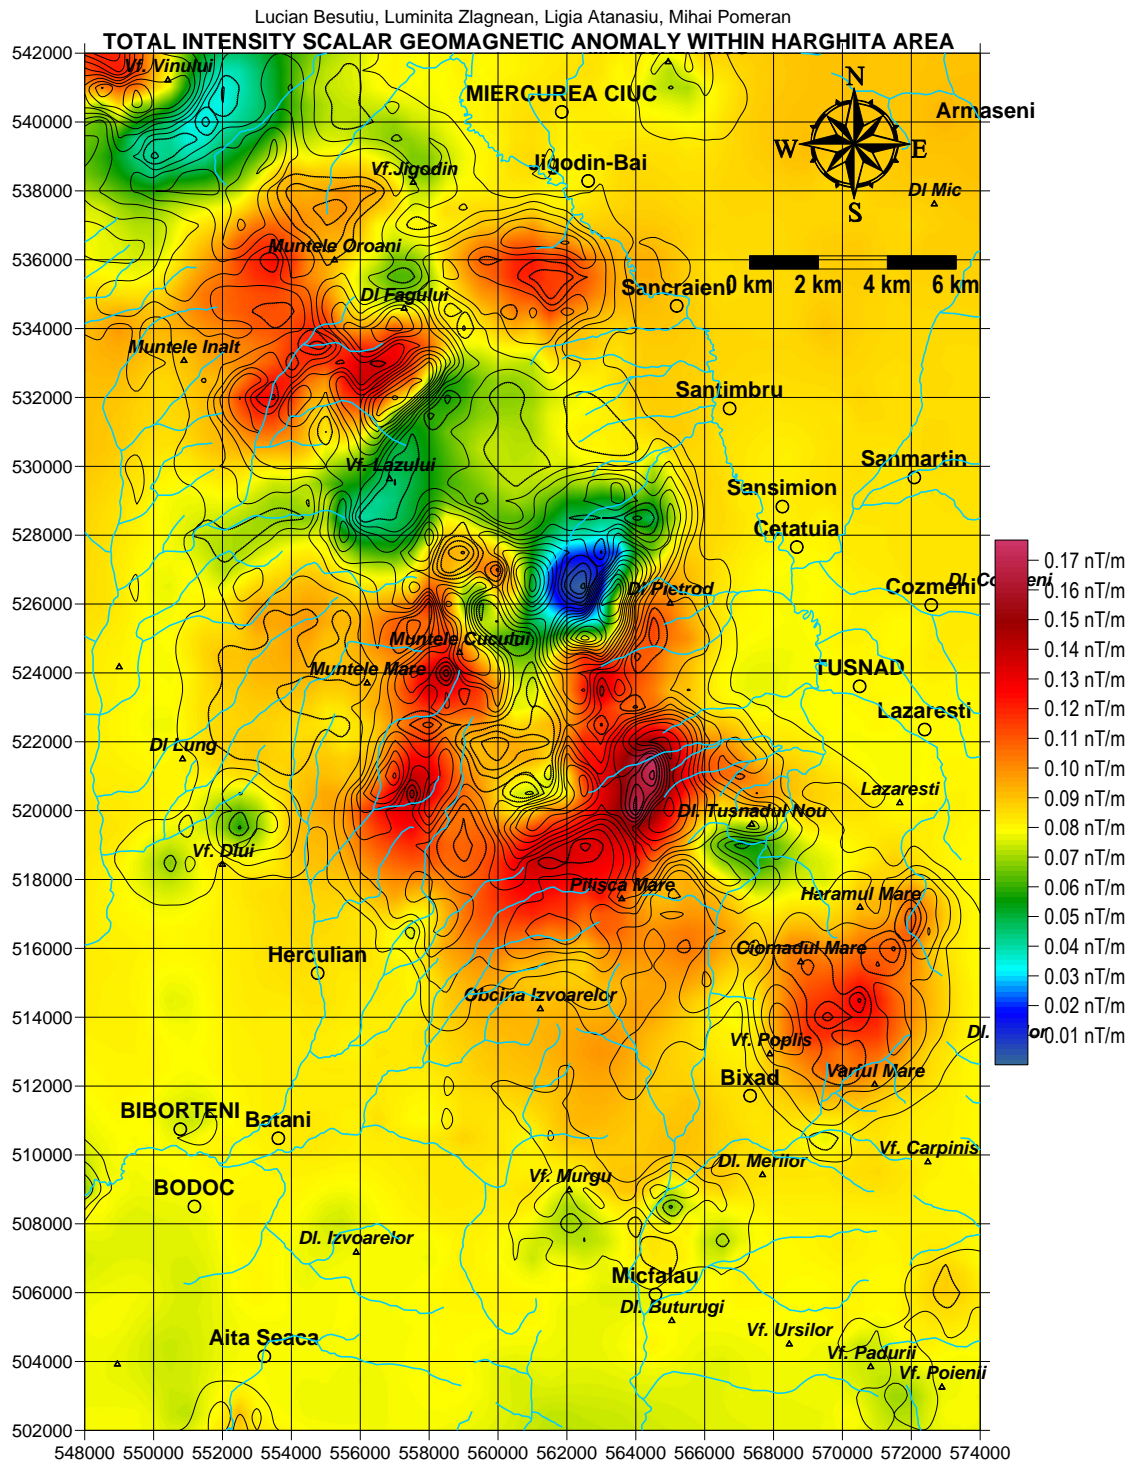 Lucian Besutiu, Luminita Zlagnean, Ligia Atanasiu, Mihai Pomeran
TOTAL INTENSITY SCALAR GEOMAGNETIC ANOMALY WITHIN HARGHITA AREA
542000
Vf. Vinului
MIERCUREA CIUC
N
Armaseni
540000
W
E
Jigodin-Bai
Vf.Jigodin
538000
Dl Mic
S
Muntele Oroani
536000
Sancraieni
0 km
2 km
4 km
6 km
Dl Fagului
534000
Muntele Inalt
532000
Santimbru
530000
Vf. Lazului
Sanmartin
Sansimion
528000
Cetatuia
0.17 nT/m
526000
Dl Pietrod
Cozmeni
0.16 nT/m
0.15 nT/m
Muntele Cucului
0.14 nT/m
524000
Muntele Mare
TUSNAD
0.13 nT/m
Lazaresti
0.12 nT/m
522000
Dl Lung
0.11 nT/m
0.10 nT/m
520000
Lazaresti
0.09 nT/m
Dl. Tusnadul Nou
0.08 nT/m
Vf. Dlui
518000
Pilisca Mare
Haramul Mare
0.07 nT/m
0.06 nT/m
0.05 nT/m
516000
Herculian
Ciomadul Mare
0.04 nT/m
0.03 nT/m
Obcina Izvoarelor
0.02 nT/m
514000
Vf. Poplis
Dl.
0.01 nT/m
512000
Bixad
Varful Mare
BIBORTENI
Batani
510000
Vf. Carpinis
Vf. Murgu
Dl. Meriior
BODOC
508000
Dl. Izvoarelor
506000
Micfalau
Dl. Buturugi
Aita Seaca
Vf. Ursilor
504000
Vf. Padurii
Vf. Poienii
502000
548000 550000 552000 554000 556000 558000 560000 562000 564000 566000 568000 570000 572000 574000